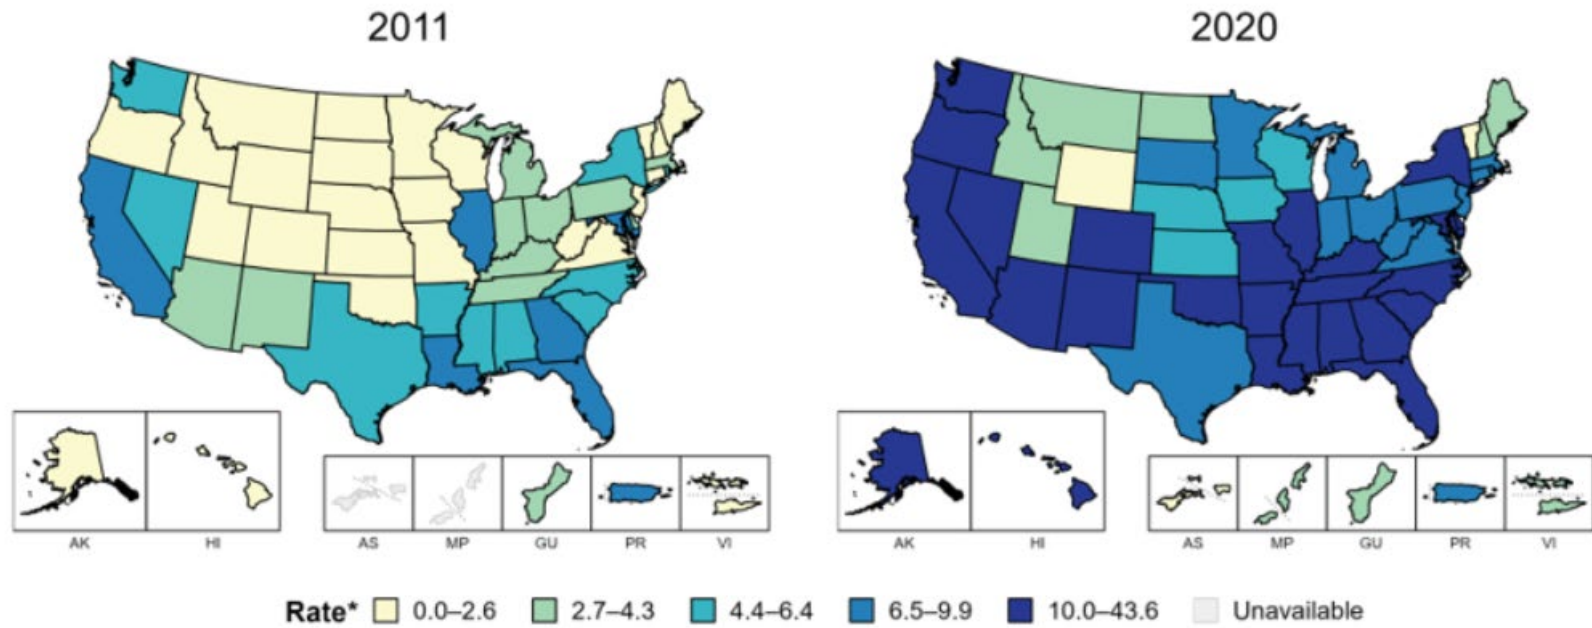 2011 2020
AK HI AS MP GU PR VI AK HI AS MP GU PR VI
Rate* 0.0–2.6 2.7–4.3 4.4–6.4 6.5–9.9 10.0–43.6 Unavailable